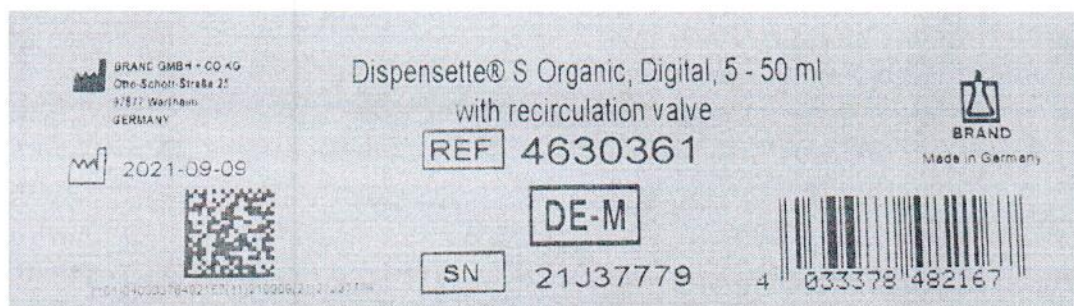 BRAND GMBH + CO KG
Otto-Schott-Straße 25
97877 Wertheim
GERMANY
2021-09-09
Dispensette® S Organic, Digital, 5 - 50 ml
with recirculation valve
REF 4630361
DE-M
SN 21J37779
BRAND
Made in Germany
4 033378 482167